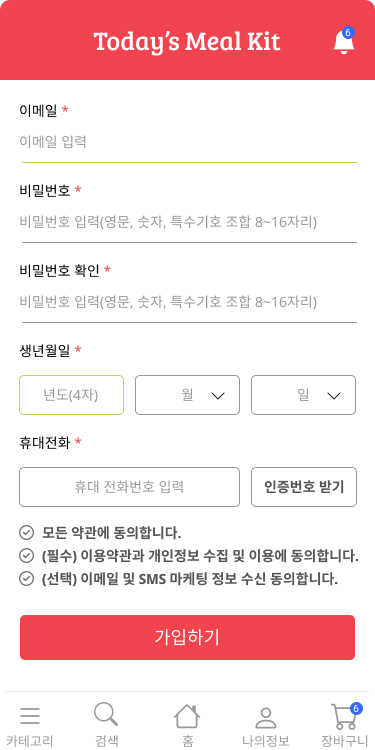 Today's Meal Kit
6
이메일 *
이메일 입력
비밀번호 *
비밀번호 입력(영문, 숫자, 특수기호 조합 8~16자리)
비밀번호 확인 *
비밀번호 입력(영문, 숫자, 특수기호 조합 8~16자리)
생년월일 *
년도(4자) 월 일
휴대전화 *
휴대 전화번호 입력 인증번호 받기
모든 약관에 동의합니다.
(필수) 이용약관과 개인정보 수집 및 이용에 동의합니다.
(선택) 이메일 및 SMS 마케팅 정보 수신 동의합니다.
가입하기
6
카테고리 검색 홈 나의정보 장바구니